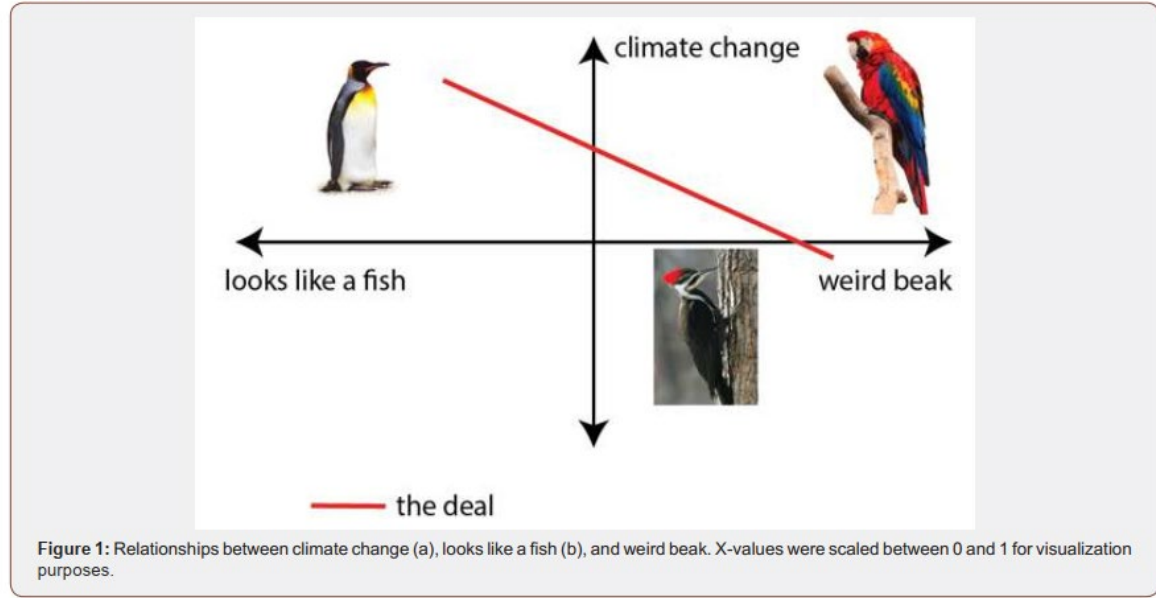 climate change
looks like a fish
weird beak
the deal
Figure 1: Relationships between climate change (a), looks like a fish (b), and weird beak. X-values were scaled between 0 and 1 for visualization
purposes.